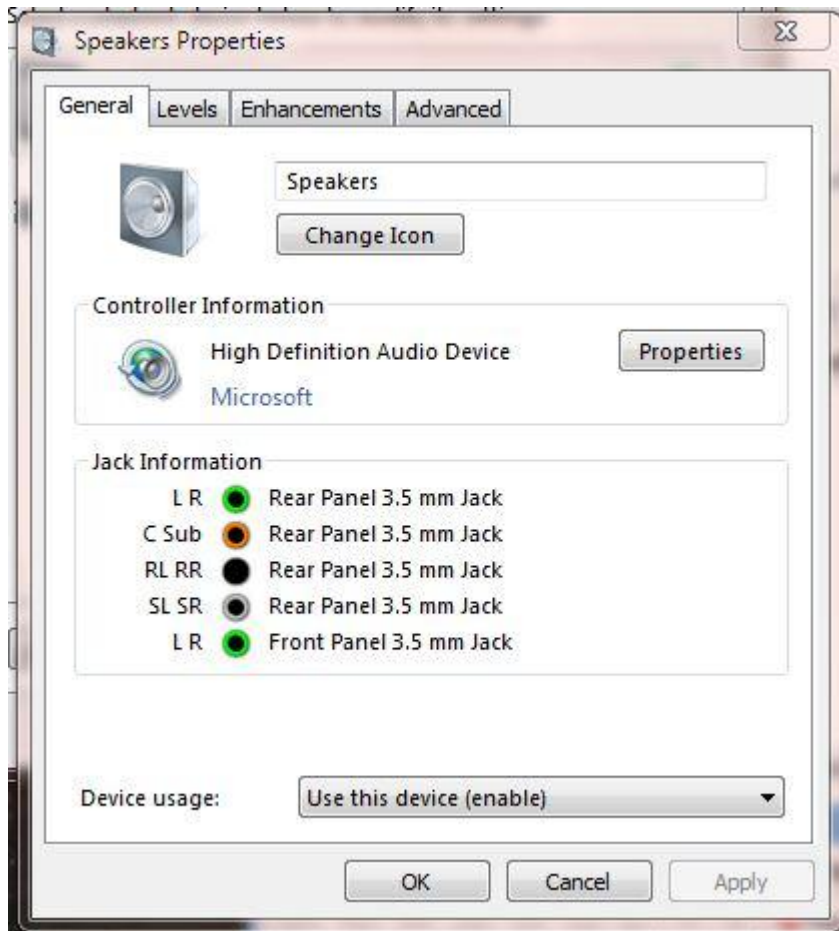 Speakers Properties
General Levels Enhancements Advanced
Speakers
Change Icon
Controller Information
High Definition Audio Device
Properties
Microsoft
Jack Information
L R Rear Panel 3.5 mm Jack
C Sub Rear Panel 3.5 mm Jack
RL RR Rear Panel 3.5 mm Jack
SL SR Rear Panel 3.5 mm Jack
L R Front Panel 3.5 mm Jack
Device usage: Use this device (enable)
OK Cancel Apply